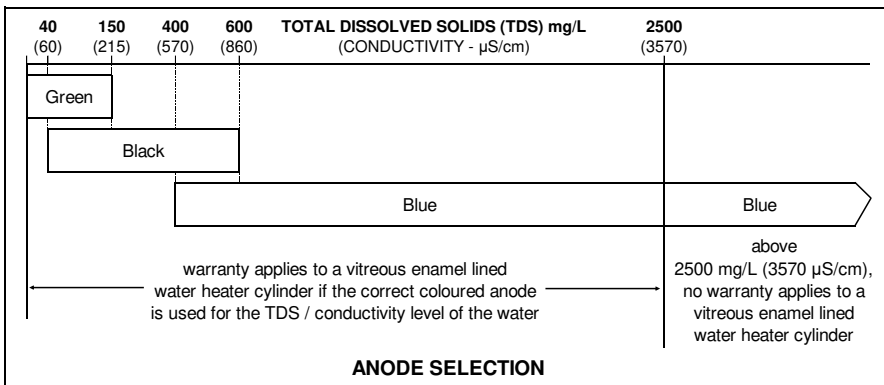 40 150 400 600 TOTAL DISSOLVED SOLIDS (TDS) mg/L 2500
(60) (215) (570) (860) (CONDUCTIVITY - µS/cm) (3570)
Green
Black
Blue Blue
above
warranty applies to a vitreous enamel lined 2500 mg/L (3570 µS/cm),
water heater cylinder if the correct coloured anode no warranty applies to a
is used for the TDS / conductivity level of the water vitreous enamel lined
water heater cylinder
ANODE SELECTION